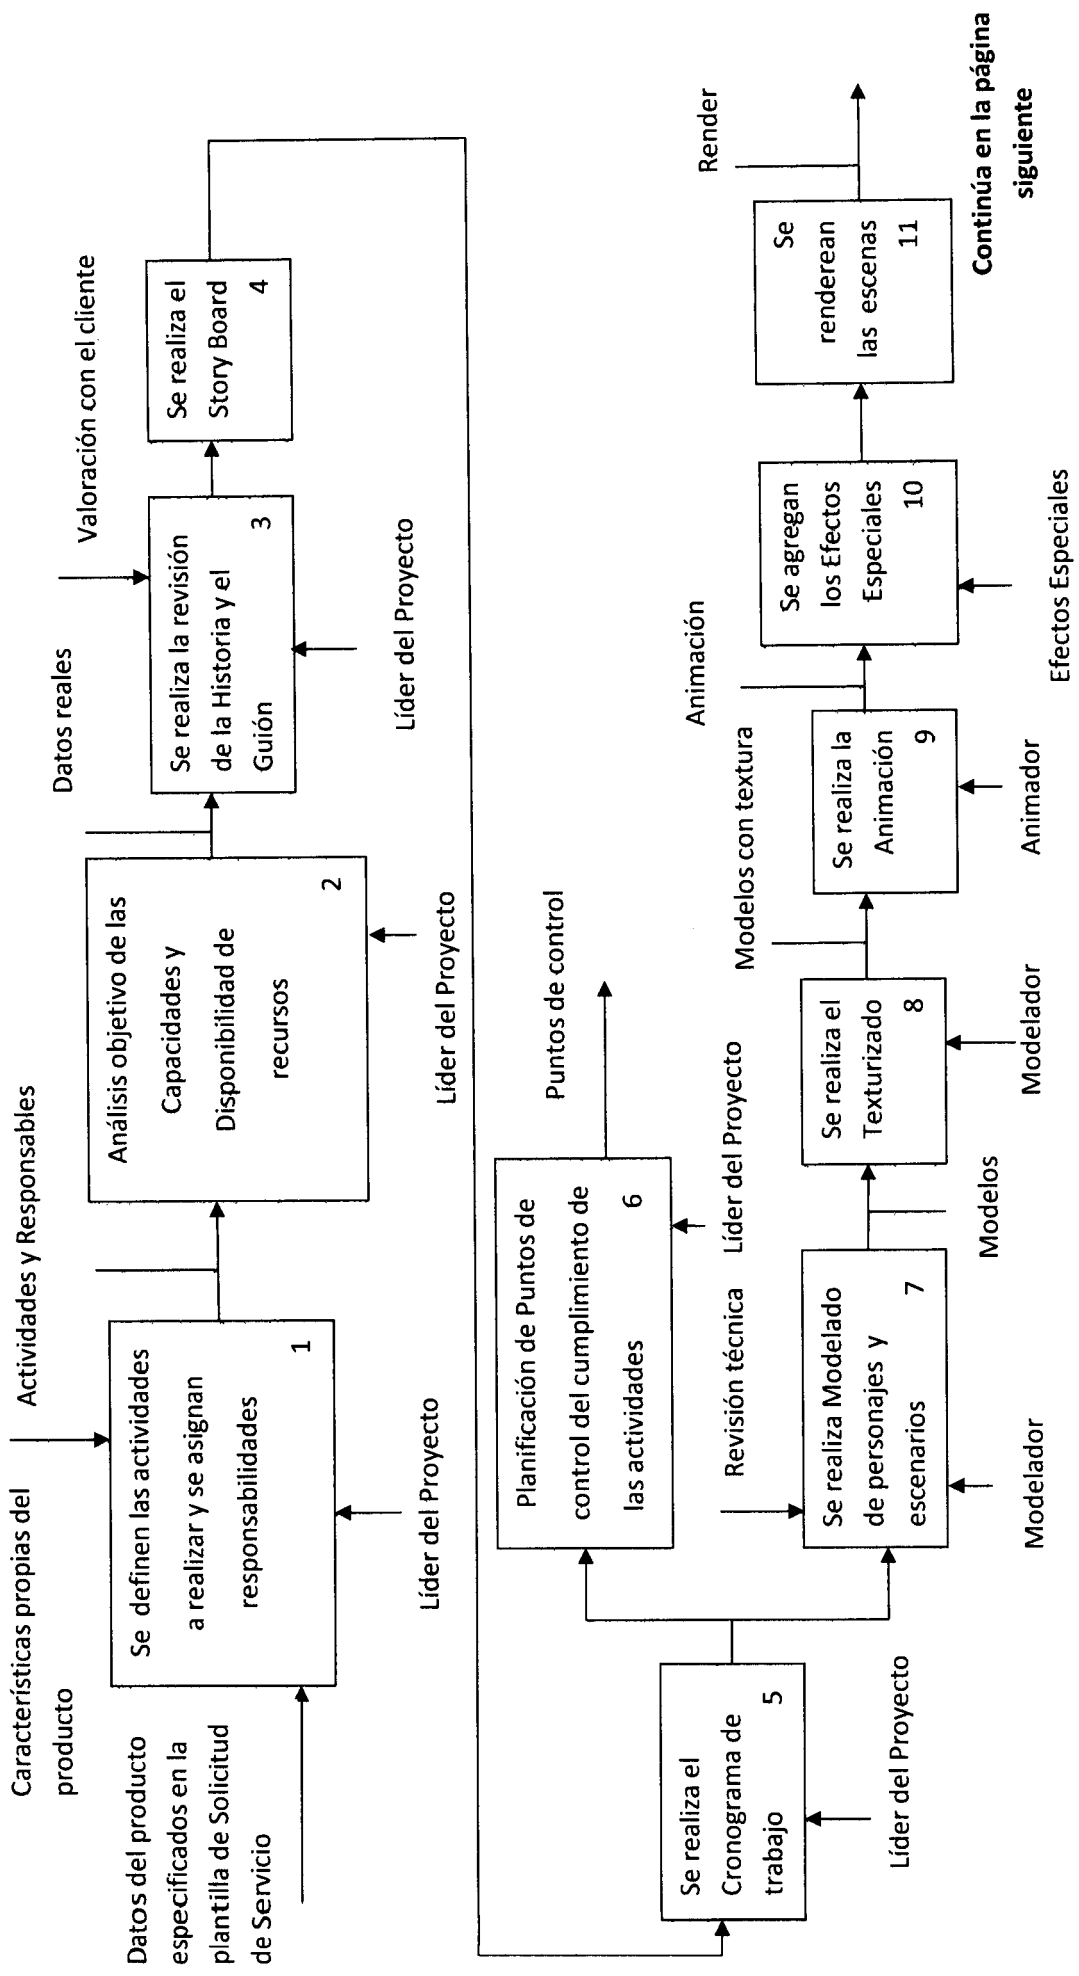 Características propias del
producto
Actividades y Responsables
Datos reales
Valoración con el cliente
Datos del producto
especificados en la
plantilla de Solicitud
de Servicio
Se definen las actividades
a realizar y se asignan
responsabilidades
1
Líder del Proyecto
Análisis objetivo de las
Capacidades y
Disponibilidad de
recursos
2
Líder del Proyecto
Se realiza la revisión
de la Historia y el
Guión
3
Líder del Proyecto
Se realiza el
Story Board
4
Se realiza el
Cronograma de
trabajo
5
Líder del Proyecto
Planificación de Puntos de
control del cumplimiento de
las actividades
6
Líder del Proyecto
Puntos de control
Revisión técnica
Se realiza Modelado
de personajes y
escenarios
7
Modelador
Modelos
Se realiza el
Texturizado
8
Modelador
Modelos con textura
Se realiza la
Animación
9
Animador
Animación
Se agregan
los Efectos
Especiales
10
Efectos Especiales
Se
renderean
las escenas
11
Render
Continúa en la página
siguiente